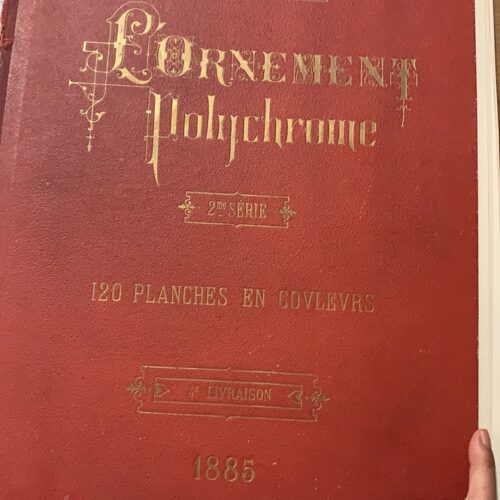 L'ORNEMENT
Polychrome
2me SÉRIE
120 PLANCHES EN COVLEVRS
4e LIVRAISON
1885